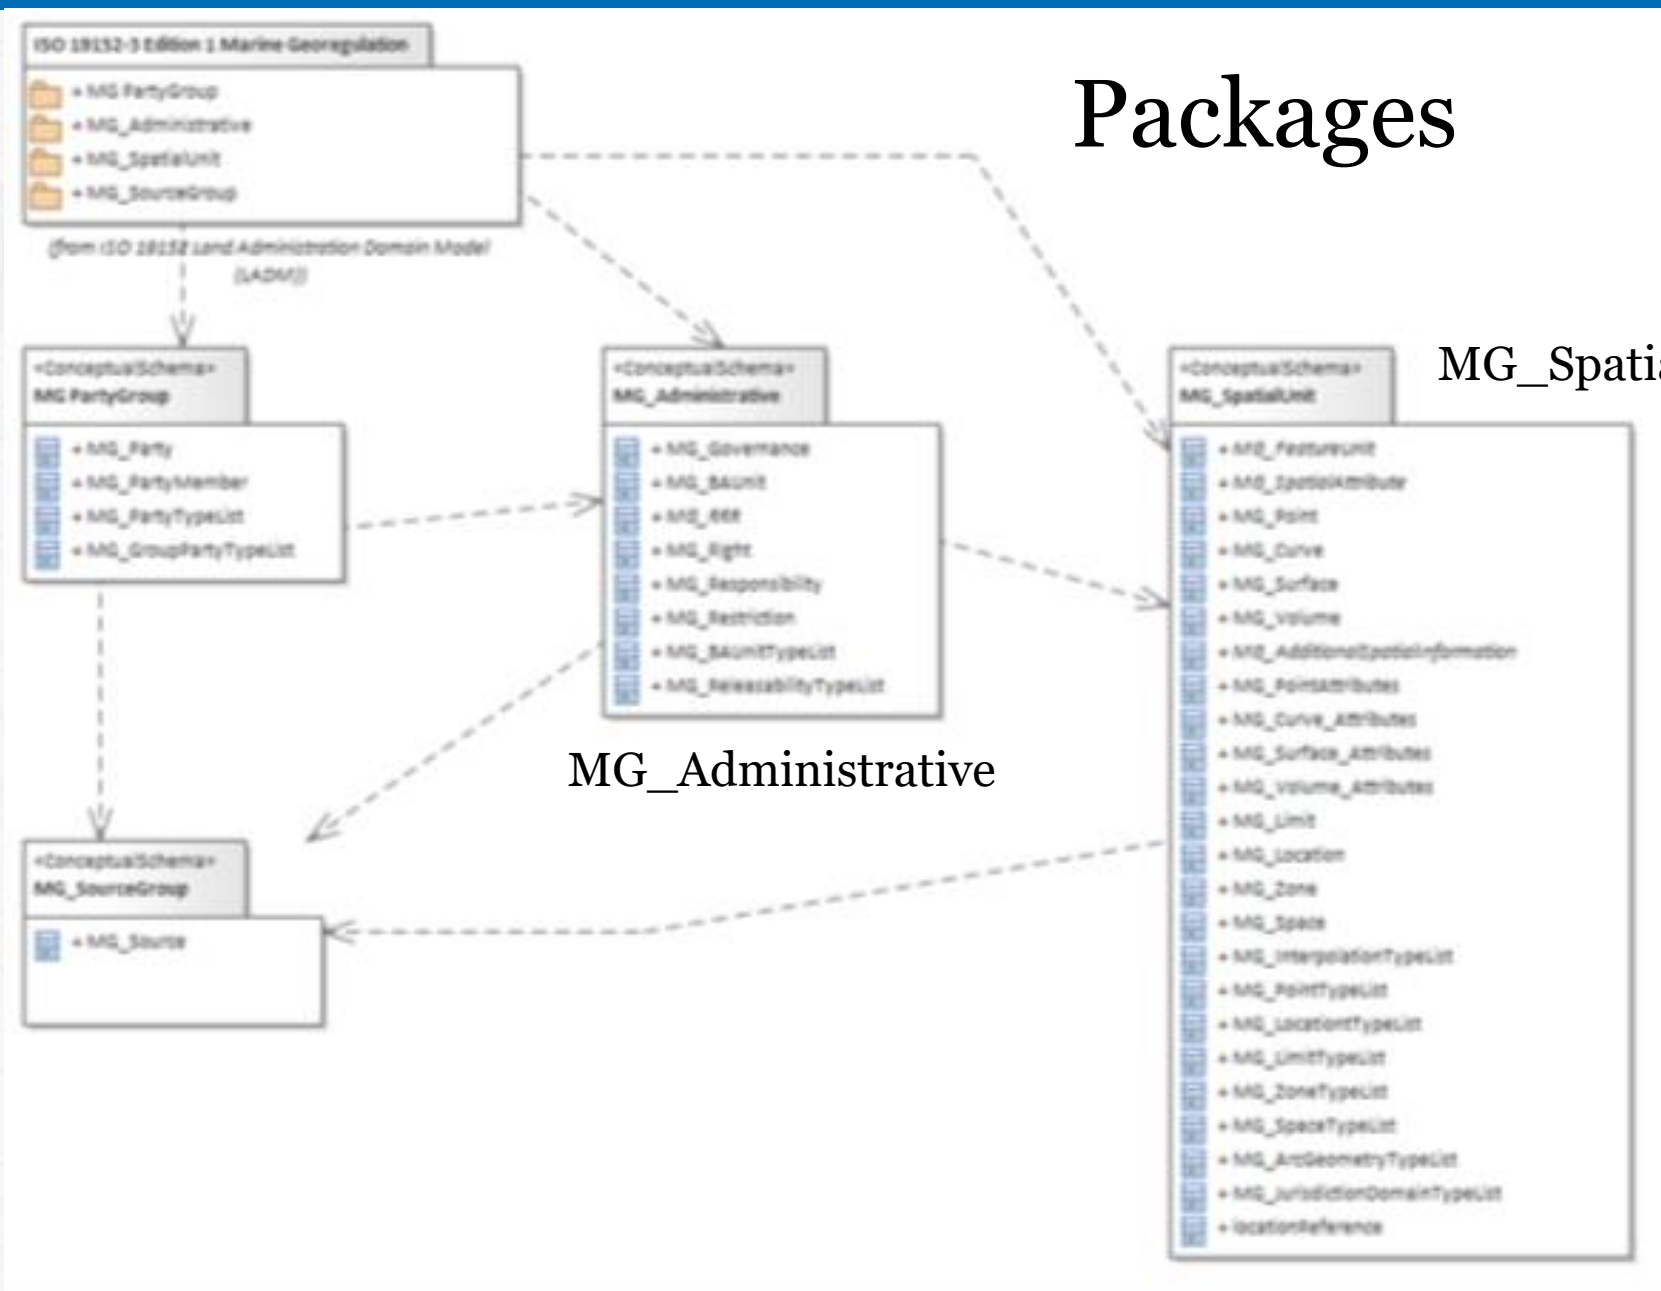 ISO 19152-3 Edition 1 Marine Georegulation
+ MG PartyGroup
+ MG_Administrative
+ MG_SpatialUnit
+ MG_SourceGroup
(from ISO 19152 Land Administration Domain Model
(LADM))
Packages
«ConceptualSchema»
MG PartyGroup
+ MG_Party
+ MG_PartyMember
+ MG_PartyTypeList
+ MG_GroupPartyTypeList
«ConceptualSchema»
MG_Administrative
+ MG_Governance
+ MG_BAUnit
+ MG_RRR
+ MG_Right
+ MG_Responsibility
+ MG_Restriction
+ MG_BAUnitTypeList
+ MG_ReleasabilityTypeList
MG_Administrative
«ConceptualSchema»
MG_SpatialUnit
MG_Spatia
+ MG_FeatureUnit
+ MG_SpatialAttribute
+ MG_Point
+ MG_Curve
+ MG_Surface
+ MG_Volume
+ MG_AdditionalSpatialInformation
+ MG_PointAttributes
+ MG_Curve_Attributes
+ MG_Surface_Attributes
+ MG_Volume_Attributes
+ MG_Limit
+ MG_Location
+ MG_Zone
+ MG_Space
+ MG_InterpolationTypeList
+ MG_PointTypeList
+ MG_LocationtTypeList
+ MG_LimitTypeList
+ MG_ZoneTypeList
+ MG_SpaceTypeList
+ MG_ArcGeometryTypeList
+ MG_JurisdictionDomainTypeList
+ locationReference
«ConceptualSchema»
MG_SourceGroup
+ MG_Source